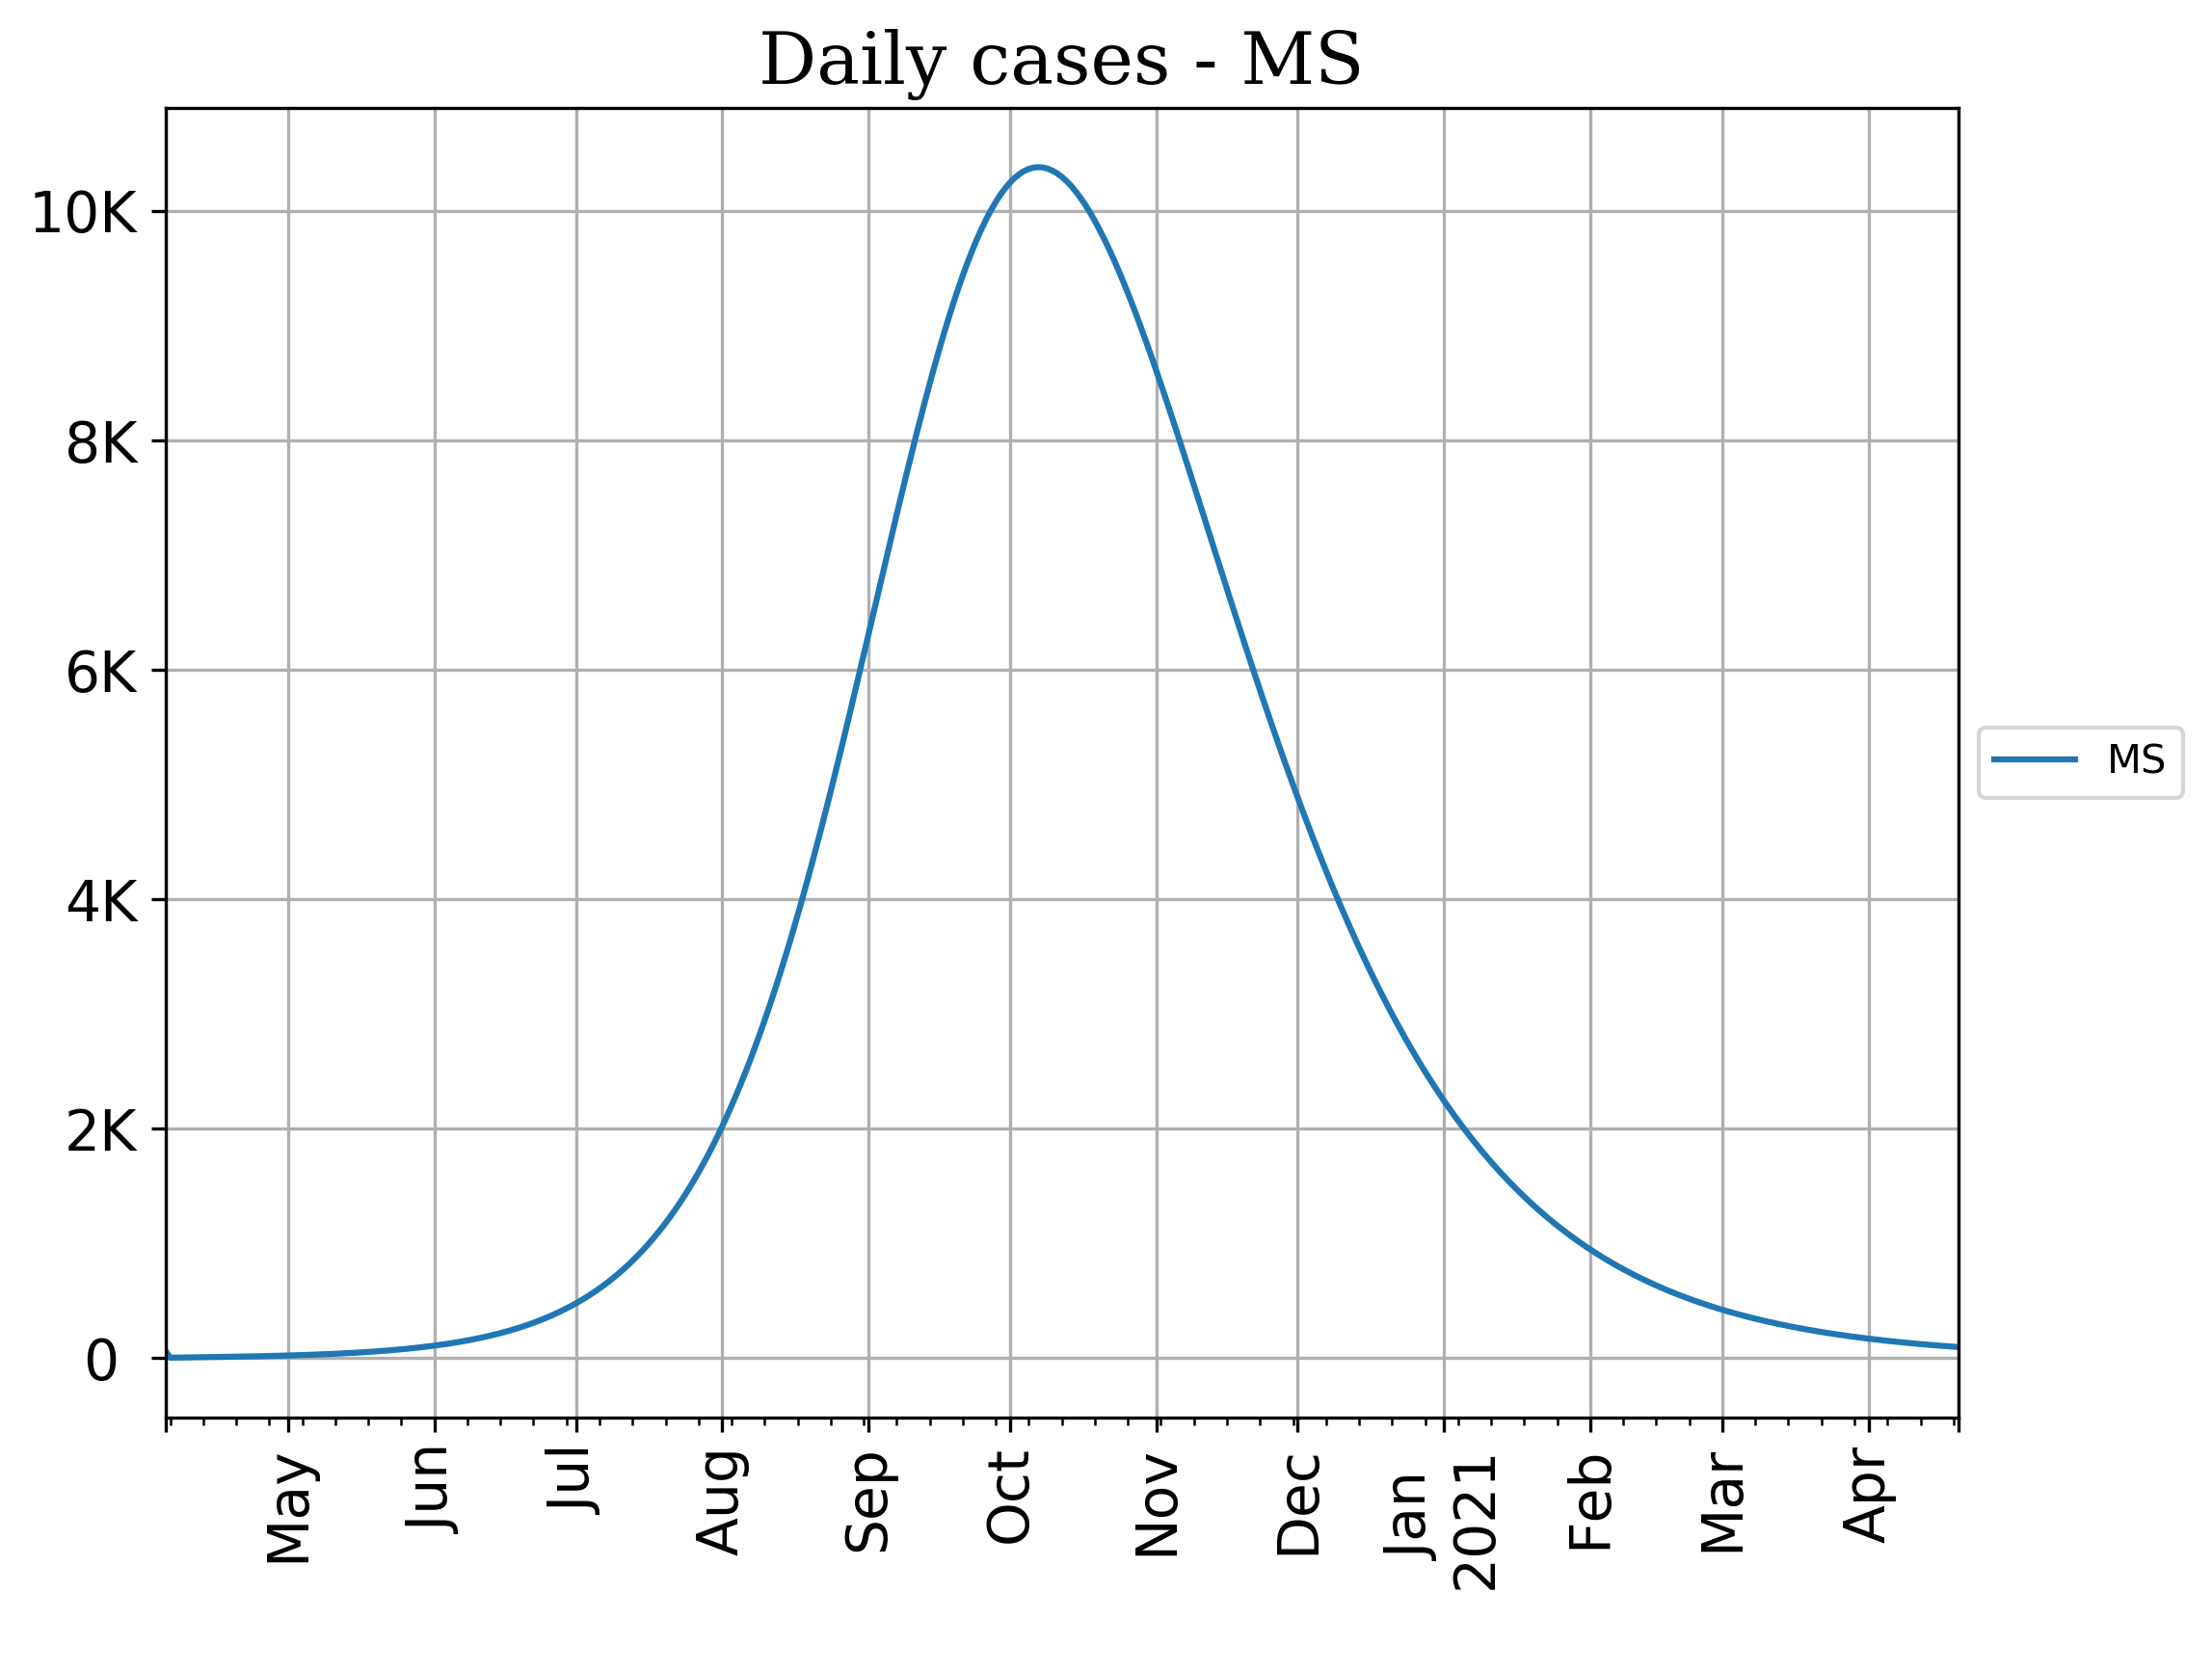 Daily cases - MS
10K
8K
6K
4K
2K
0
MS
May
Jun
Jul
Aug
Sep
Oct
Nov
Dec
Jan
2021
Feb
Mar
Apr